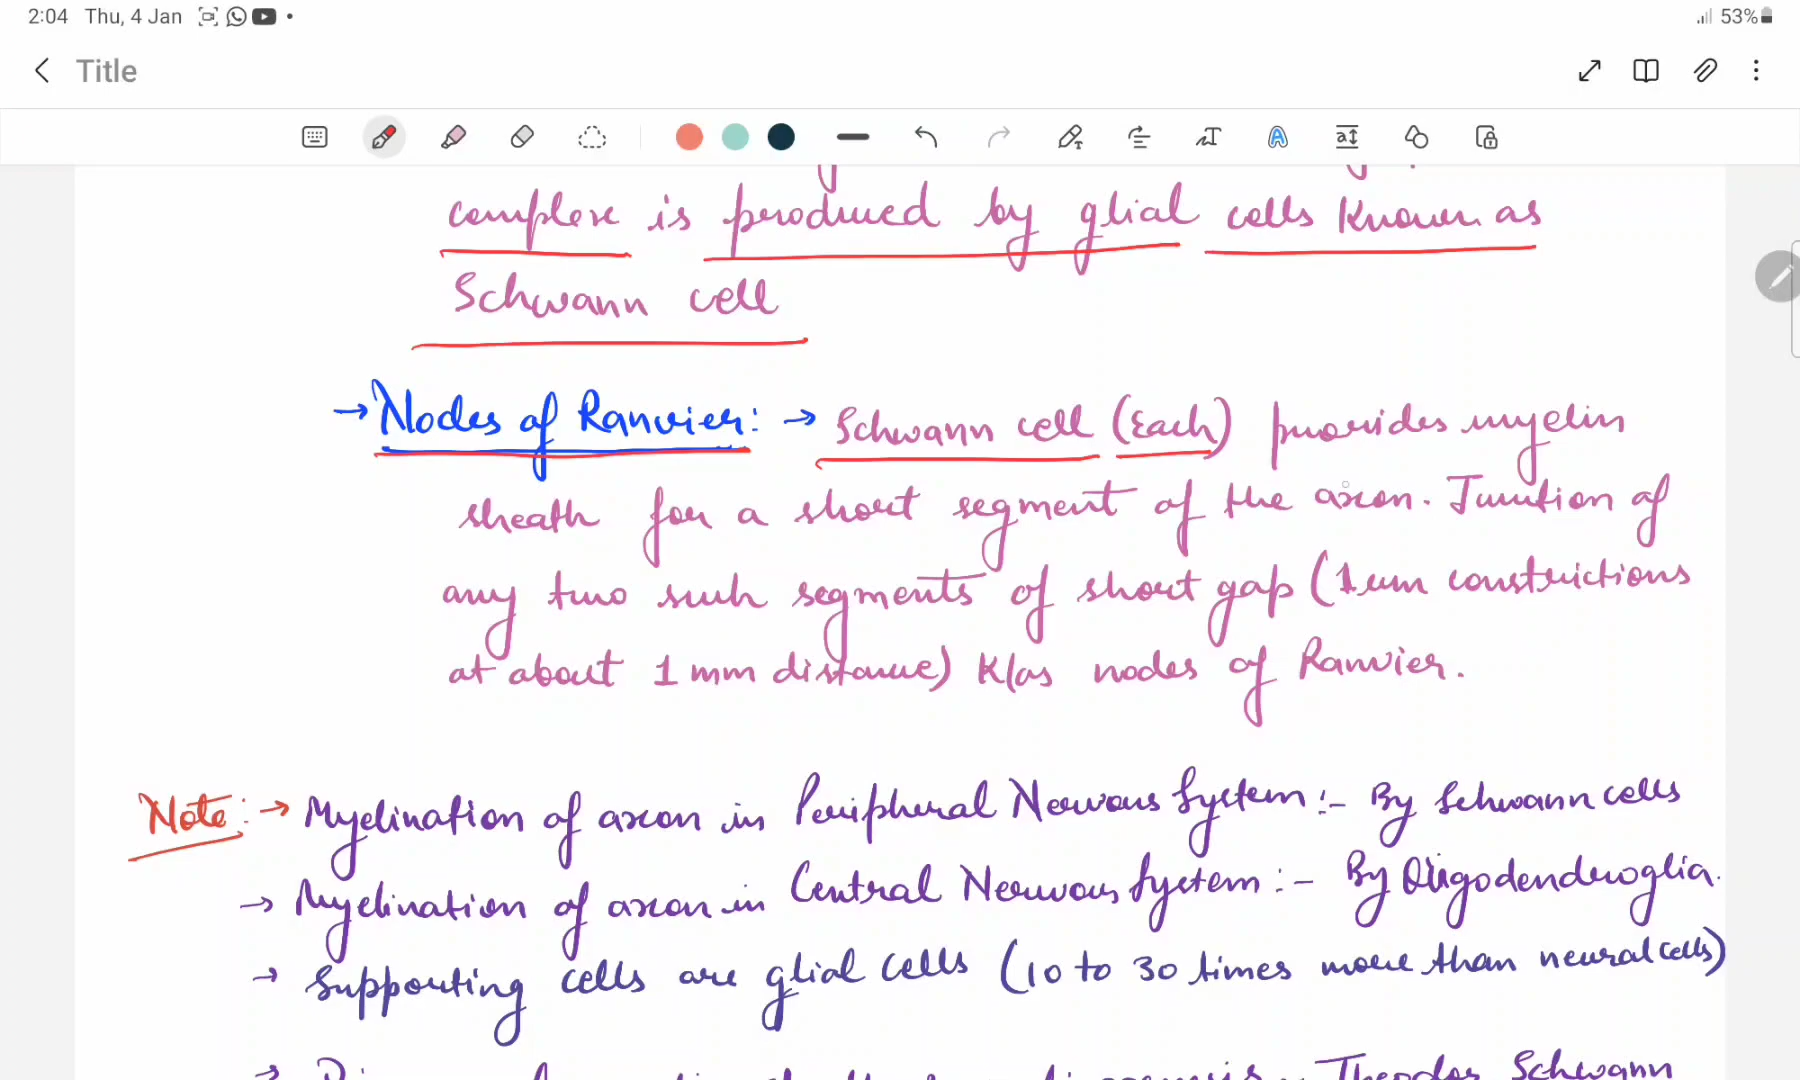 2:04 Thu, 4 Jan 53%
Title
complex is produced by glial cells known as
Schwann cell
→ Nodes of Ranvier: → Schwann cell (Each) provides myelin
sheath for a short segment of the axon. Junction of
any two such segments of short gap (1 um constrictions
at about 1 mm distance) K/as nodes of Ranvier.
Note: → Myelination of axon in Peripheral Nervous System :- By Schwann cells
→ Myelination of axon in Central Nervous System :- By Oligodendroglia.
→ Supporting cells are glial cells (10 to 30 times more than neural cells)
Theodor Schwann